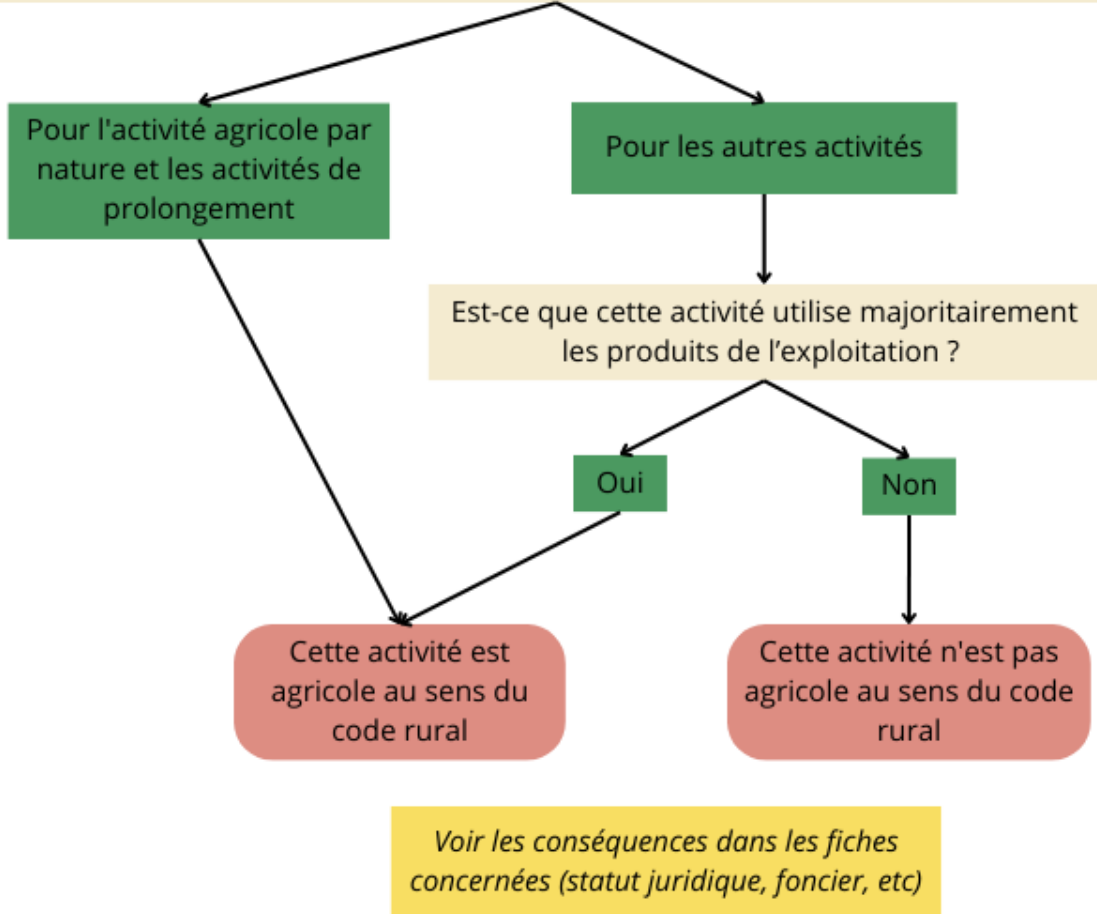 Pour l'activité agricole par
nature et les activités de
prolongement
Pour les autres activités
Est-ce que cette activité utilise majoritairement
les produits de l’exploitation ?
Oui
Non
Cette activité est
agricole au sens du
code rural
Cette activité n'est pas
agricole au sens du code
rural
Voir les conséquences dans les fiches
concernées (statut juridique, foncier, etc)